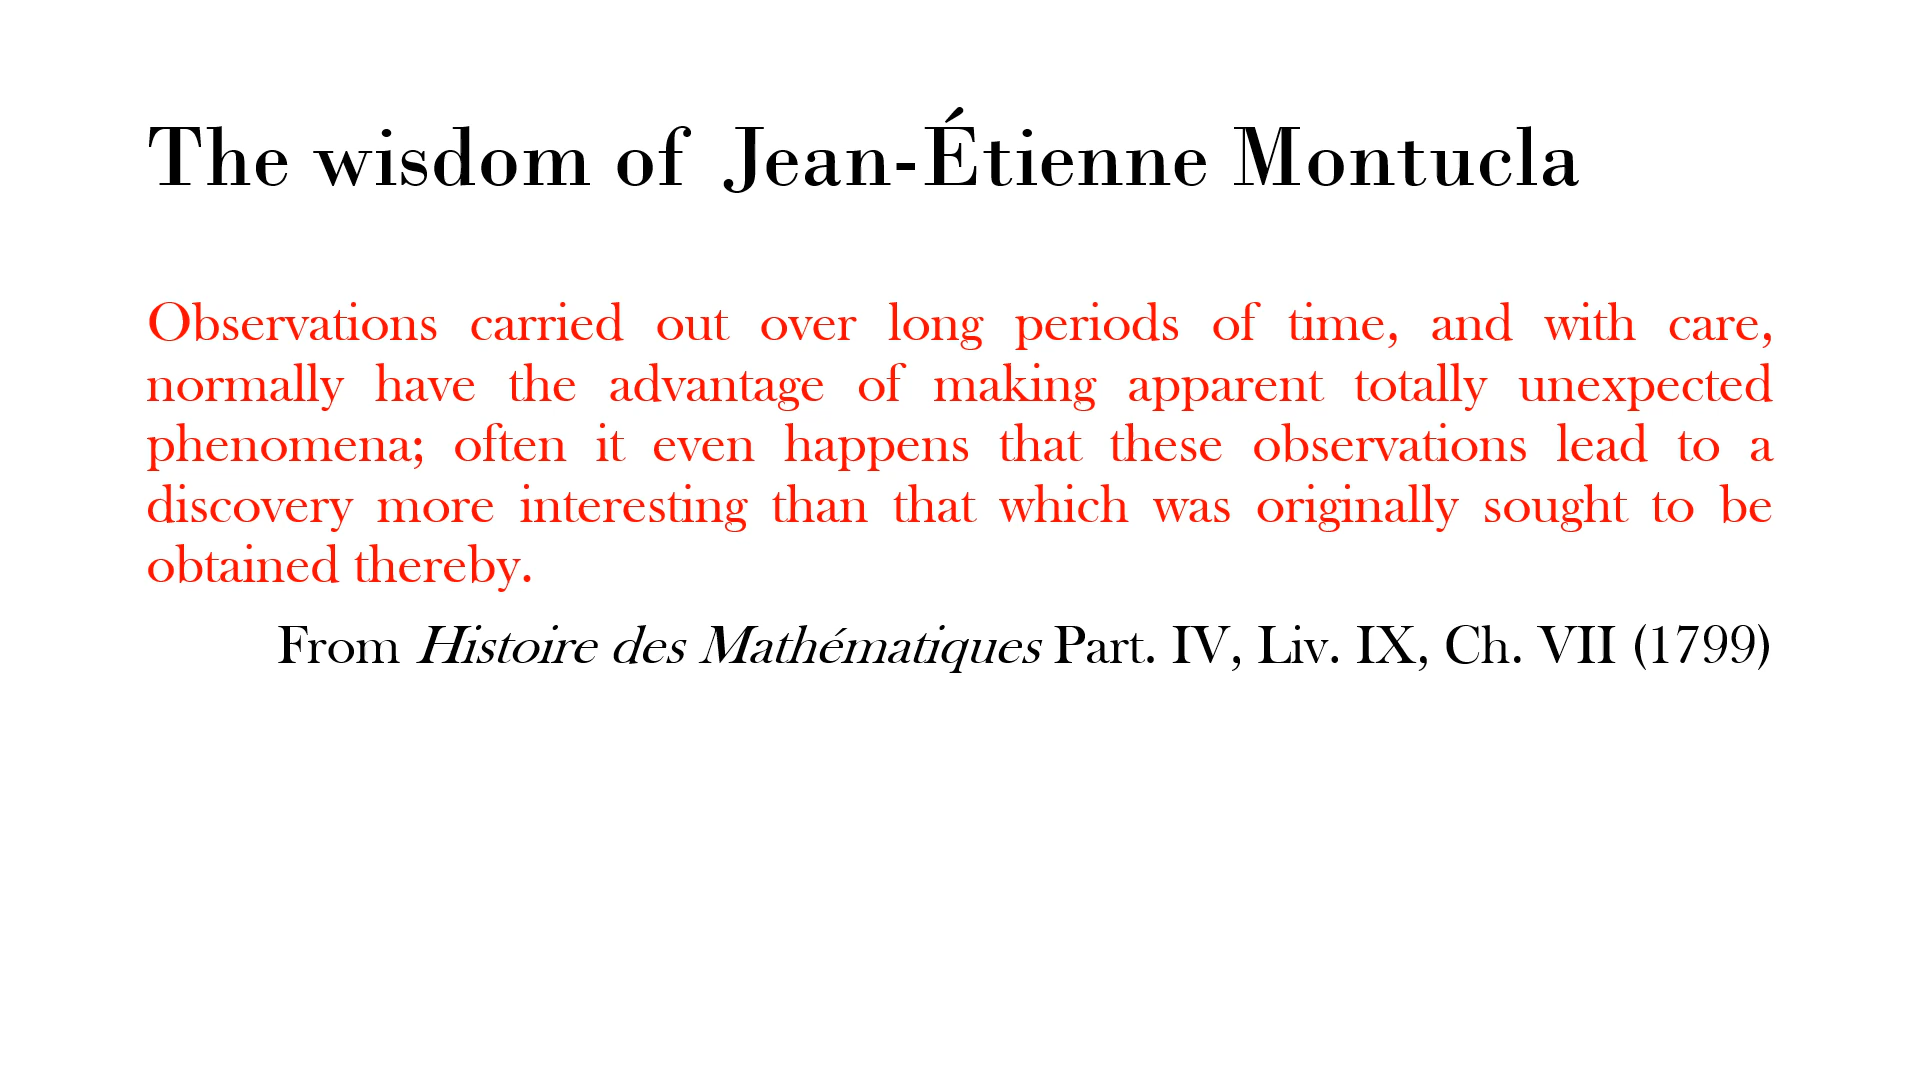 The wisdom of Jean-Étienne Montucla
Observations carried out over long periods of time, and with care,
normally have the advantage of making apparent totally unexpected
phenomena; often it even happens that these observations lead to a
discovery more interesting than that which was originally sought to be
obtained thereby.
From Histoire des Mathématiques Part. IV, Liv. IX, Ch. VII (1799)